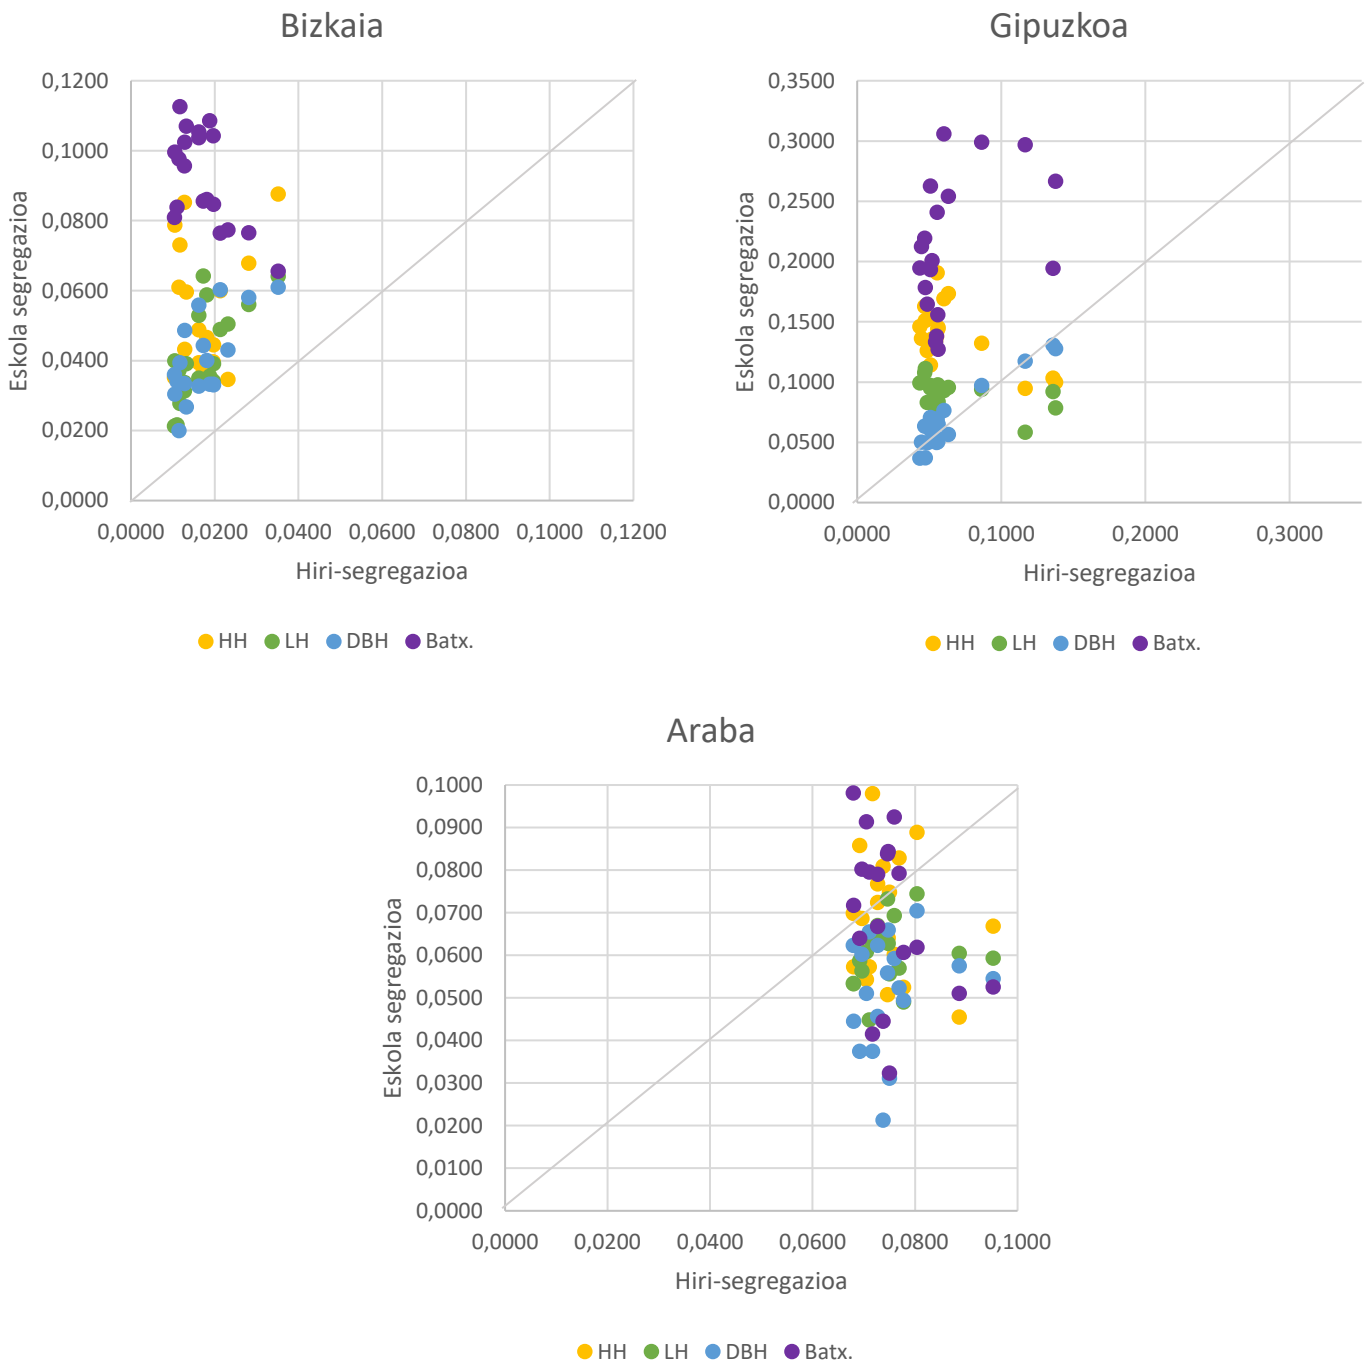 Bizkaia
0,1200
0,1000
0,0800
0,0600
0,0400
0,0200
0,0000
Eskola segregazioa
0,0000 0,0200 0,0400 0,0600 0,0800 0,1000 0,1200
Hiri-segregazioa
HH LH DBH Batx.
Gipuzkoa
0,3500
0,3000
0,2500
0,2000
0,1500
0,1000
0,0500
0,0000
Eskola segregazioa
0,0000 0,1000 0,2000 0,3000
Hiri-segregazioa
HH LH DBH Batx.
Araba
0,1000
0,0900
0,0800
0,0700
0,0600
0,0500
0,0400
0,0300
0,0200
0,0100
0,0000
Eskola segregazioa
0,0000 0,0200 0,0400 0,0600 0,0800 0,1000
Hiri-segregazioa
HH LH DBH Batx.